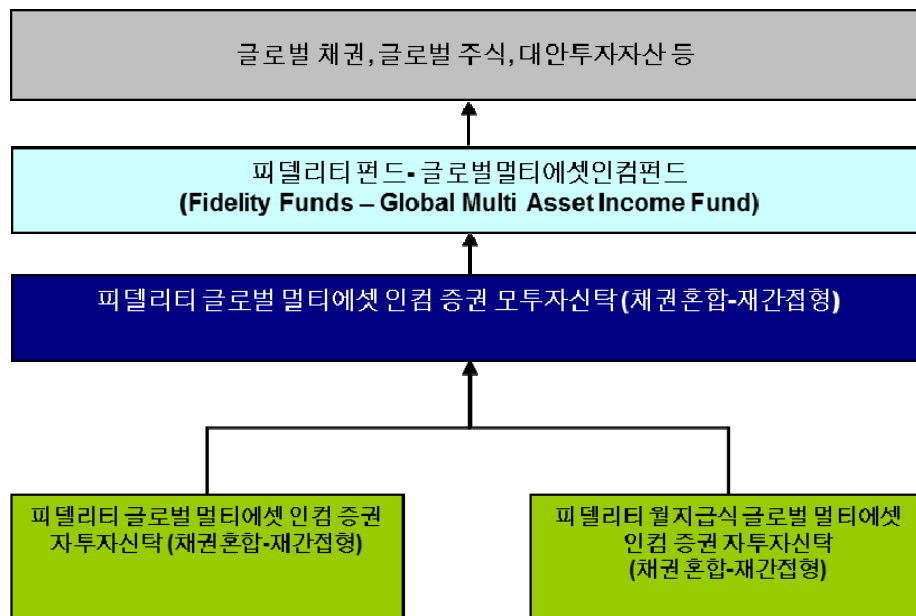 글로벌 채권, 글로벌 주식, 대안투자자산 등
피델리티 펀드- 글로벌멀티에셋인컴펀드
(Fidelity Funds – Global Multi Asset Income Fund)
피델리티 글로벌 멀티에셋 인컴 증권 모투자신탁 (채권혼합-재간접형)
피델리티 글로벌 멀티에셋 인컴 증권
자투자신탁 (채권혼합-재간접형)
피델리티 월지급식 글로벌 멀티에셋
인컴 증권 자투자신탁
(채권혼합-재간접형)